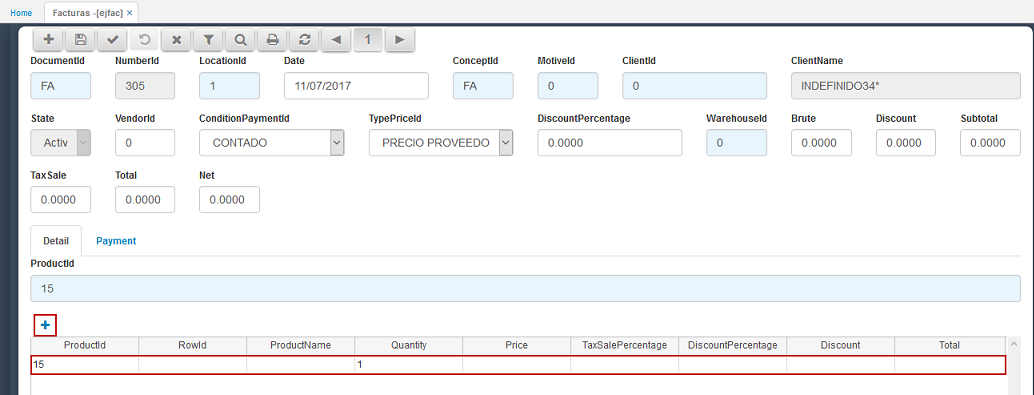 Home Facturas -[ejfac] ×
1
DocumentId NumberId LocationId Date ConceptId MotiveId ClientId ClientName
FA 305 1 11/07/2017 FA 0 0 INDEFINIDO34*
State VendorId ConditionPaymentId TypePriceId DiscountPercentage WarehouseId Brute Discount Subtotal
Activ 0 CONTADO PRECIO PROVEEDO 0.0000 0 0.0000 0.0000 0.0000
TaxSale Total Net
0.0000 0.0000 0.0000
Detail Payment
ProductId
15
ProductId RowId ProductName Quantity Price TaxSalePercentage DiscountPercentage Discount Total
15 1